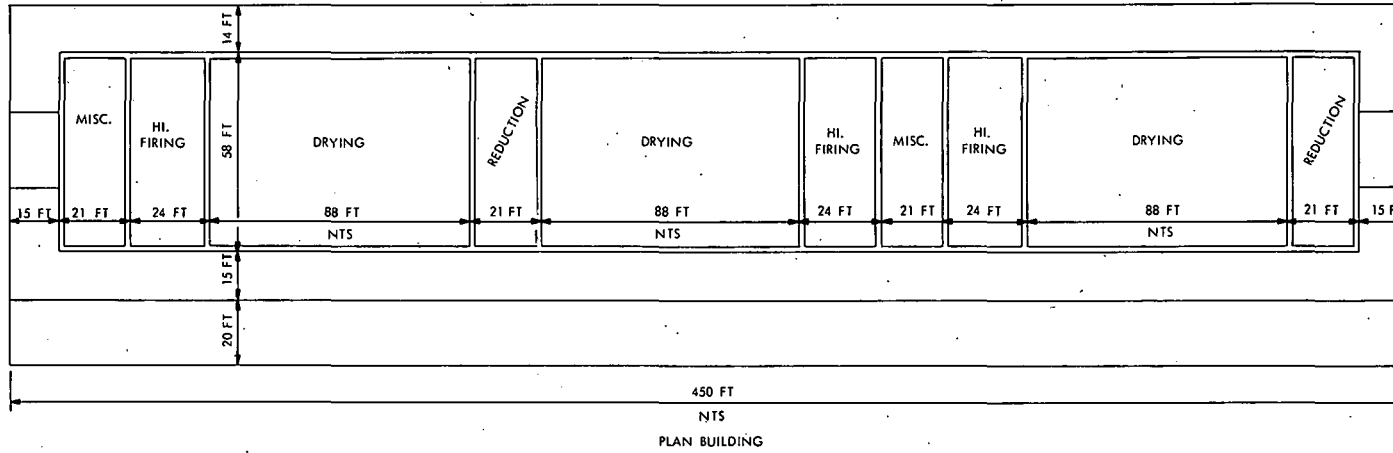 14 FT
MISC.
HI.
FIRING
58 FT
DRYING
REDUCTION
DRYING
HI.
FIRING
MISC.
HI.
FIRING
DRYING
REDUCTION
15 FT
21 FT
24 FT
88 FT
21 FT
88 FT
24 FT
21 FT
24 FT
88 FT
21 FT
15 F
NTS
NTS
NTS
15 FT
20 FT
450 FT
NTS
PLAN BUILDING